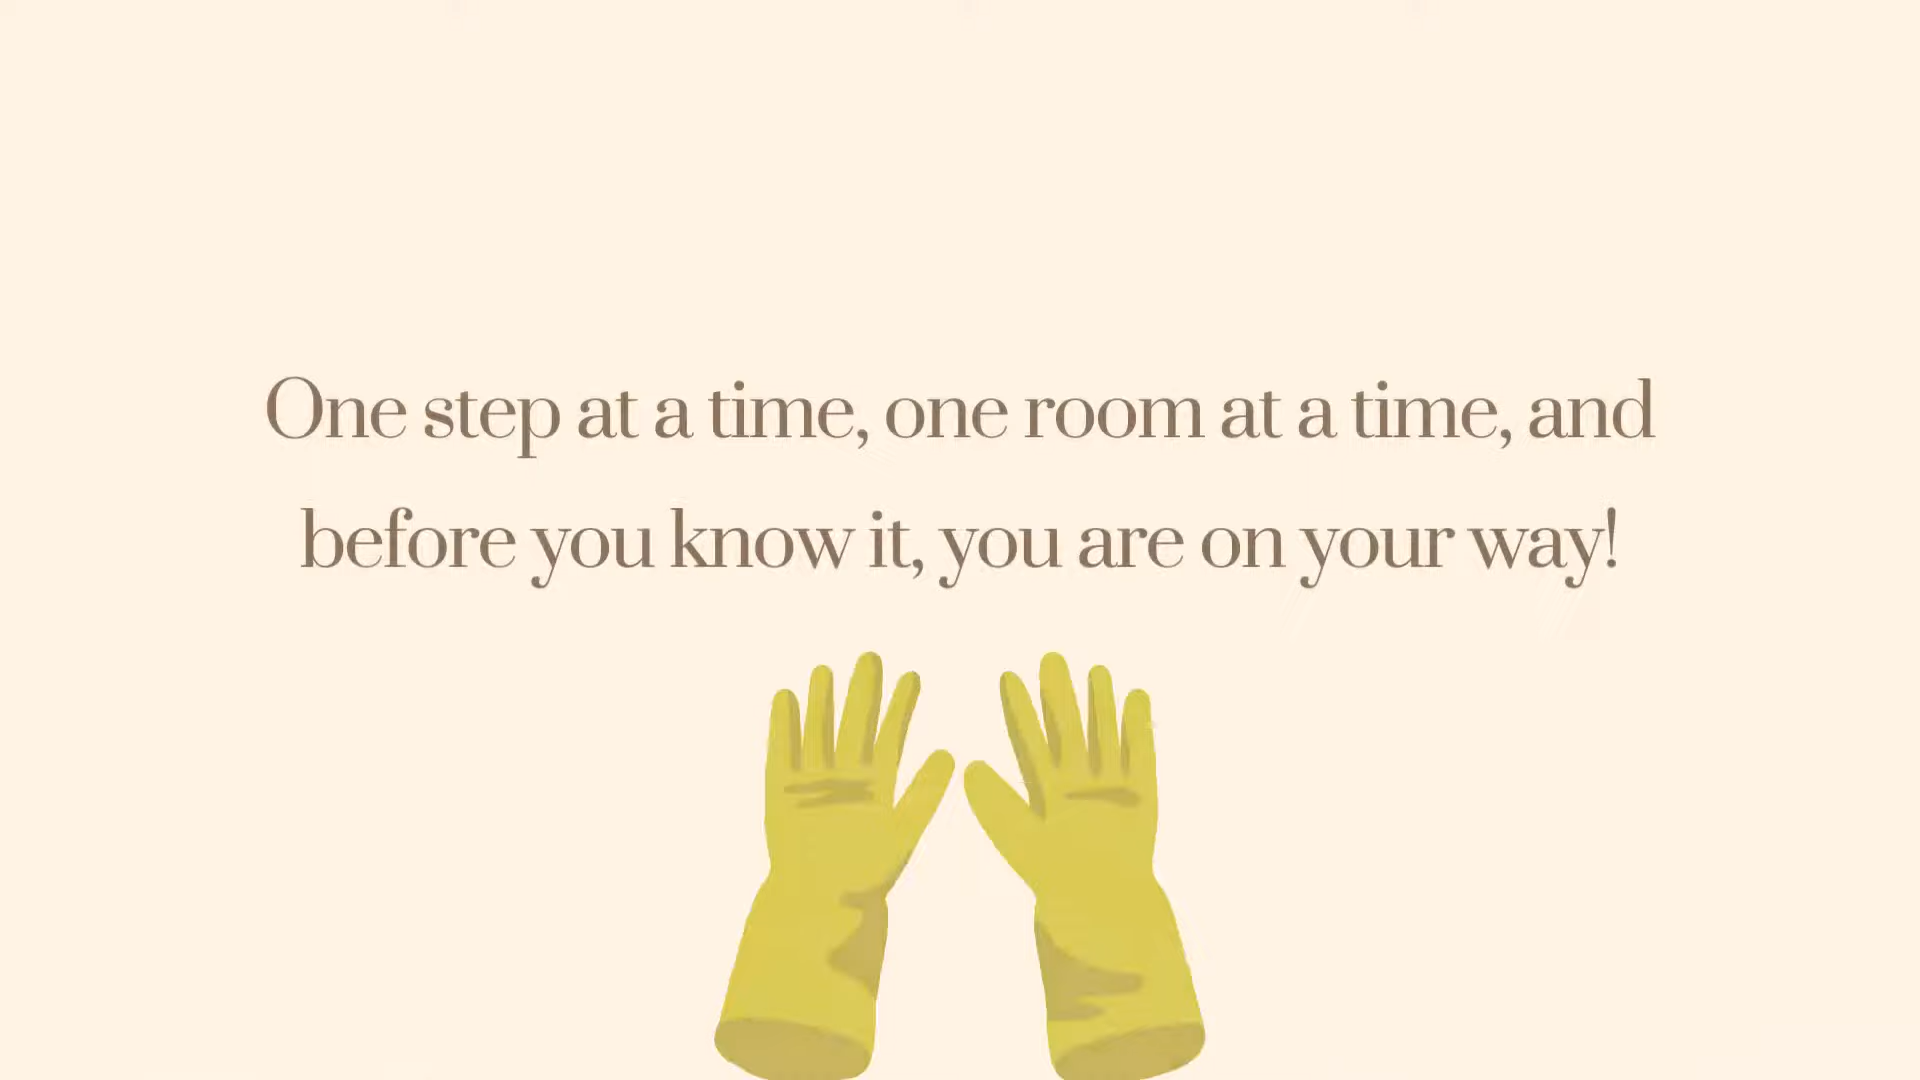 One step at a time, one room at a time, and
before you know it, you are on your way!